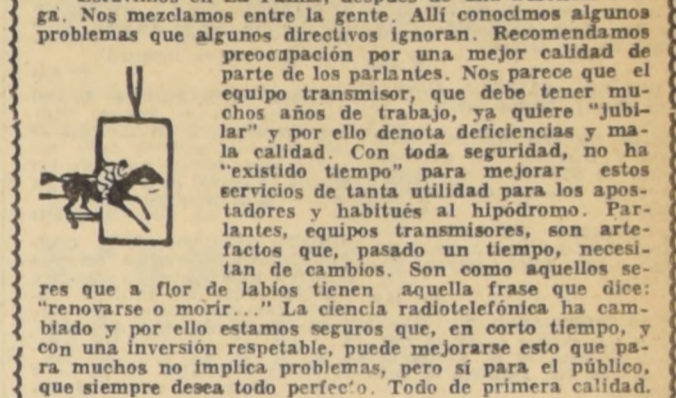 ga. Nos mezclamos entre la gente. Allí conocimos algunos
problemas que algunos directivos ignoran. Recomendamos
preocupación por una mejor calidad de
parte de los parlantes. Nos parece que el
equipo transmisor, que debe tener mu-
chos años de trabajo, ya quiere "jubi-
lar" y por ello denota deficiencias y ma-
la calidad. Con toda seguridad, no ha
"existido tiempo" para mejorar estos
servicios de tanta utilidad para los apos-
tadores y habitués al hipódromo. Par-
lantes, equipos transmisores, son arte-
factos que, pasado un tiempo, necesi-
tan de cambios. Son como aquellos se-
res que a flor de labios tienen aquella frase que dice:
"renovarse o morir..." La ciencia radiotelefónica ha cam-
biado y por ello estamos seguros que, en corto tiempo, y
con una inversión respetable, puede mejorarse esto que pa-
ra muchos no implica problemas, pero sí para el público,
que siempre desea todo perfecto. Todo de primera calidad.